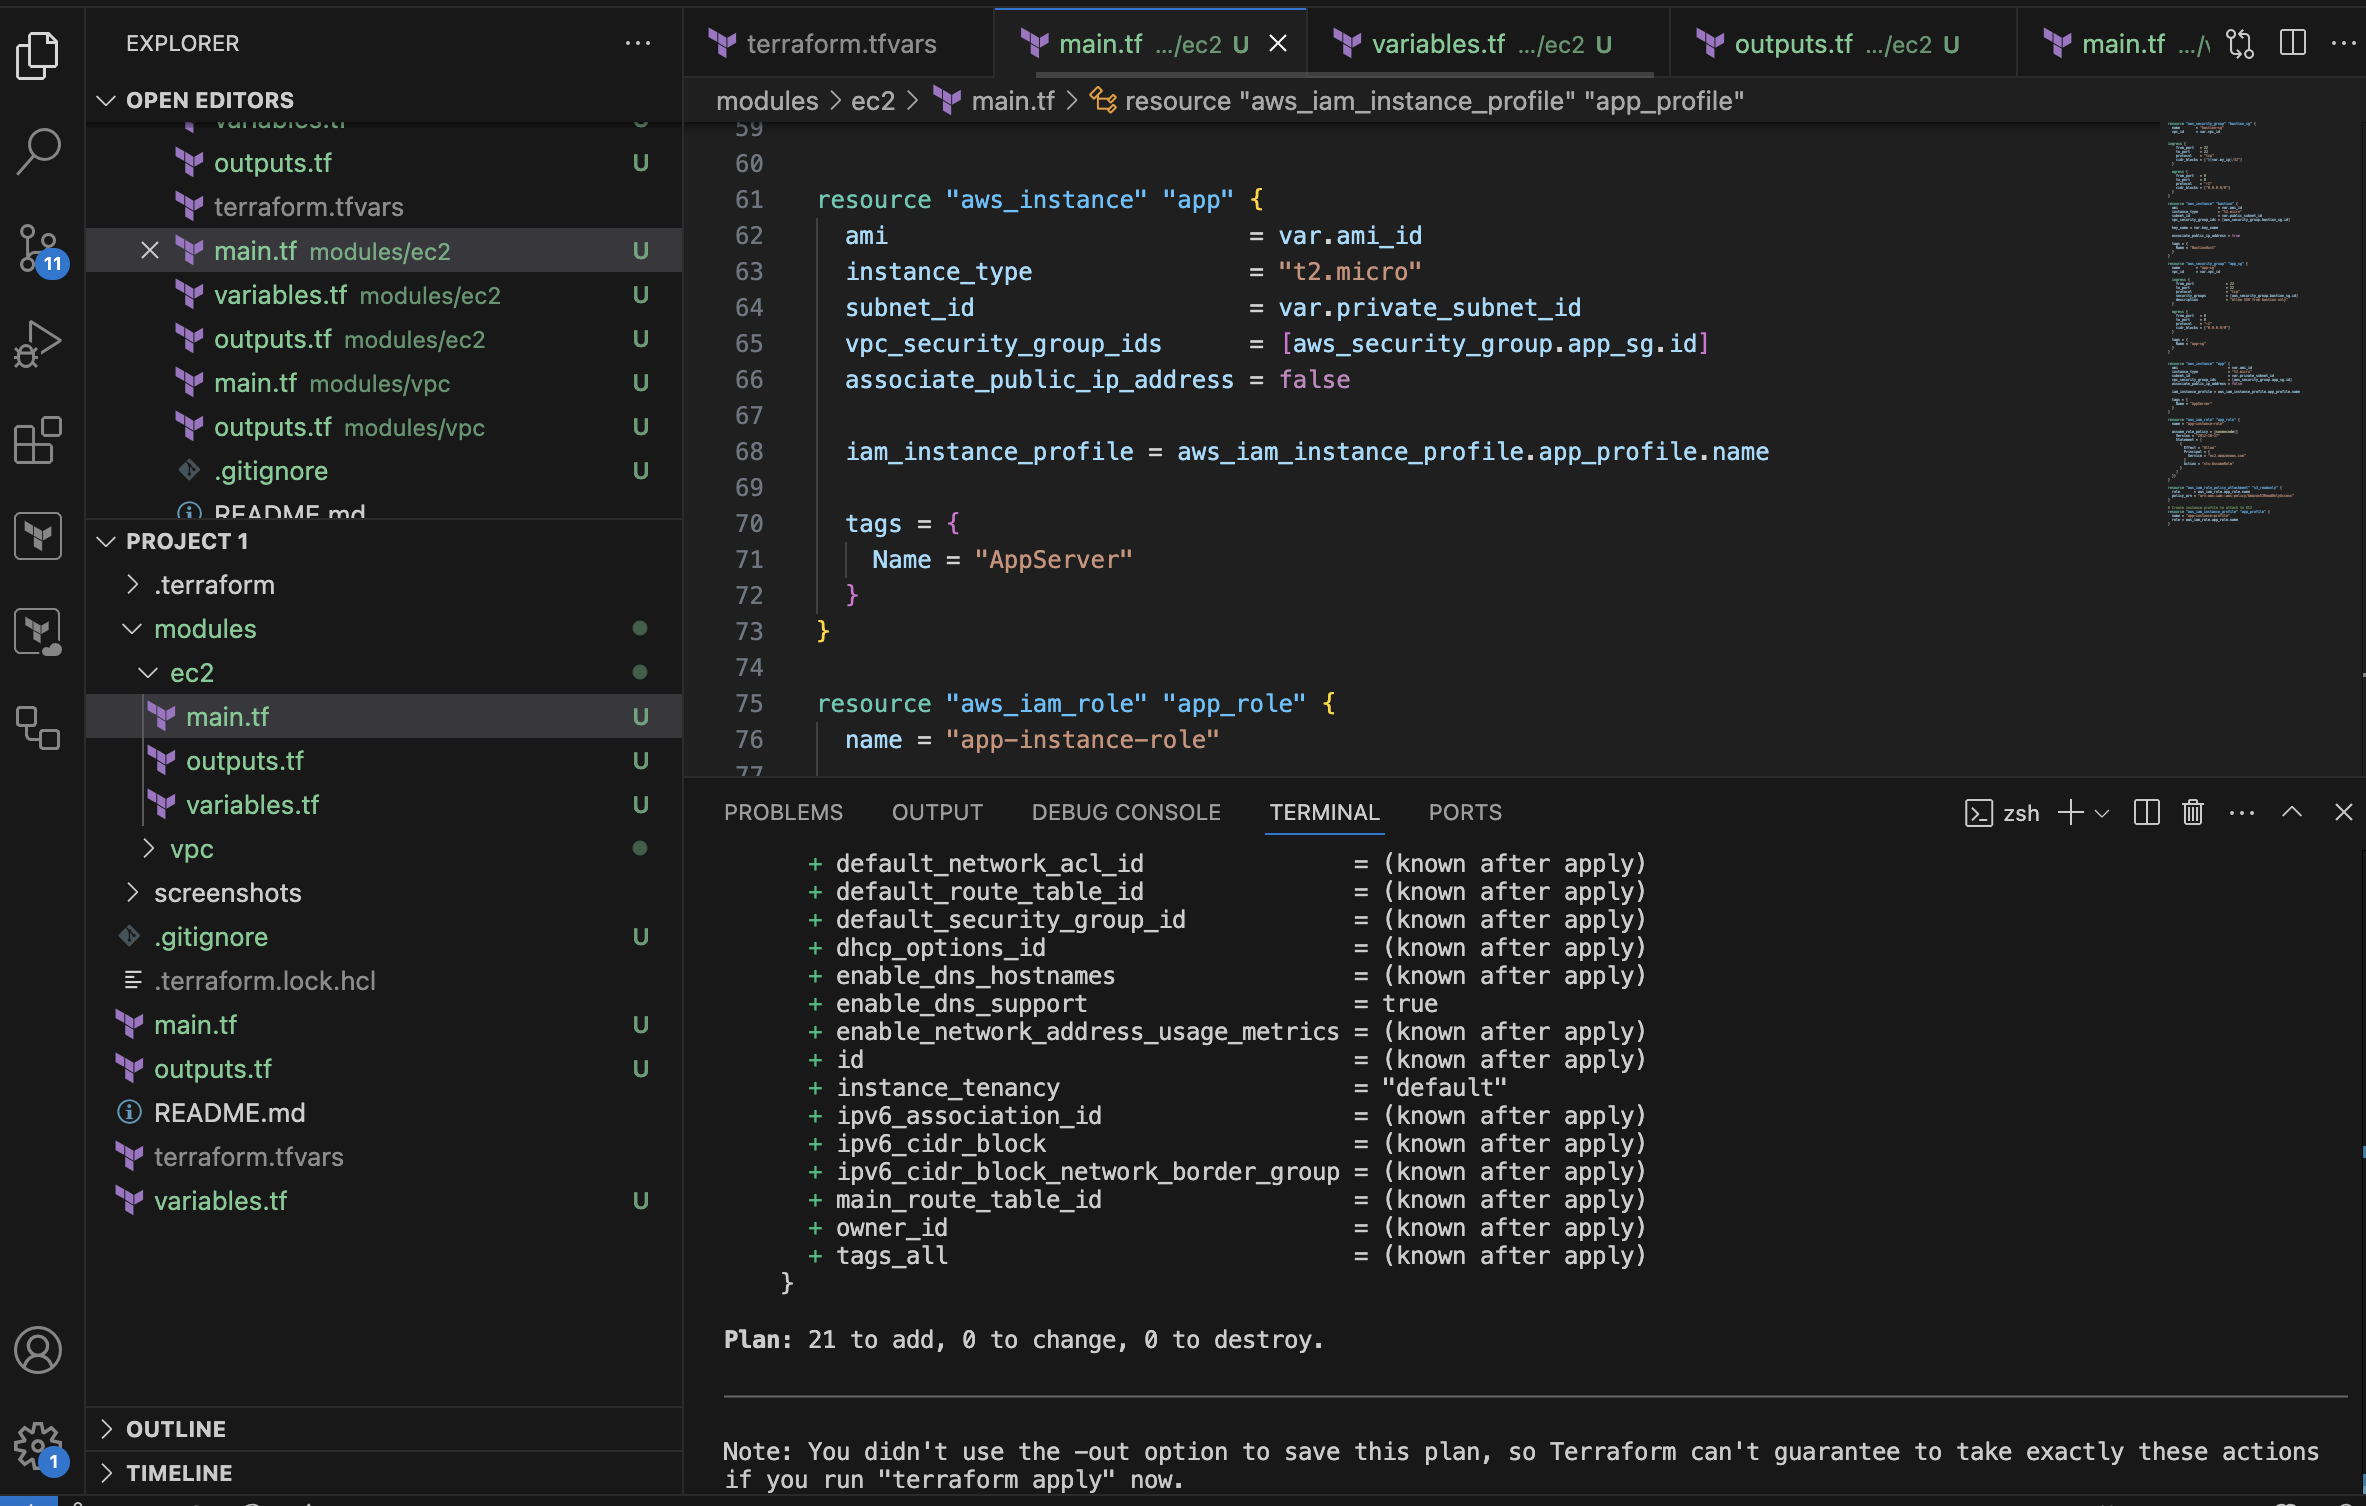 EXPLORER
OPEN EDITORS
variables.tf U
outputs.tf U
terraform.tfvars
main.tf modules/ec2 U
variables.tf modules/ec2 U
outputs.tf modules/ec2 U
main.tf modules/vpc U
outputs.tf modules/vpc U
.gitignore U
README.md
PROJECT 1
.terraform
modules
ec2
main.tf U
outputs.tf U
variables.tf U
vpc
screenshots
.gitignore U
.terraform.lock.hcl
main.tf U
outputs.tf U
README.md
terraform.tfvars
variables.tf U
OUTLINE
TIMELINE
11
1
terraform.tfvars
main.tf .../ec2 U
variables.tf .../ec2 U
outputs.tf .../ec2 U
main.tf .../
modules > ec2 > main.tf > resource "aws_iam_instance_profile" "app_profile"
59
60
61 resource "aws_instance" "app" {
62 ami = var.ami_id
63 instance_type = "t2.micro"
64 subnet_id = var.private_subnet_id
65 vpc_security_group_ids = [aws_security_group.app_sg.id]
66 associate_public_ip_address = false
67
68 iam_instance_profile = aws_iam_instance_profile.app_profile.name
69
70 tags = {
71 Name = "AppServer"
72 }
73 }
74
75 resource "aws_iam_role" "app_role" {
76 name = "app-instance-role"
77
PROBLEMS OUTPUT DEBUG CONSOLE TERMINAL PORTS
zsh
+ default_network_acl_id = (known after apply)
+ default_route_table_id = (known after apply)
+ default_security_group_id = (known after apply)
+ dhcp_options_id = (known after apply)
+ enable_dns_hostnames = (known after apply)
+ enable_dns_support = true
+ enable_network_address_usage_metrics = (known after apply)
+ id = (known after apply)
+ instance_tenancy = "default"
+ ipv6_association_id = (known after apply)
+ ipv6_cidr_block = (known after apply)
+ ipv6_cidr_block_network_border_group = (known after apply)
+ main_route_table_id = (known after apply)
+ owner_id = (known after apply)
+ tags_all = (known after apply)
}
Plan: 21 to add, 0 to change, 0 to destroy.
Note: You didn't use the -out option to save this plan, so Terraform can't guarantee to take exactly these actions
if you run "terraform apply" now.